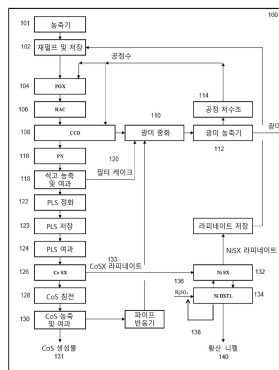 100
101
농축기
102
재펄프 및 저장
공정수
104
POX
106
HAC
114
공정 저수조
110
108
CCD
광미 중화
광미 농축기
광미
112
116
PN
120
필터 케이크
118
석고 농축
및 여과
122
PLS 정화
123
PLS 저장
라피네이트 저장
124
PLS 여과
133
CoSX 라피네이트
NiSX 라피네이트
126
Co SX
Ni SX
132
136
H₂SO₄
128
CoS 침전
NiDXTL
134
130
CoS 농축
및 여과
파이프
반응기
138
CoS 생성물
131
황산 니켈
140